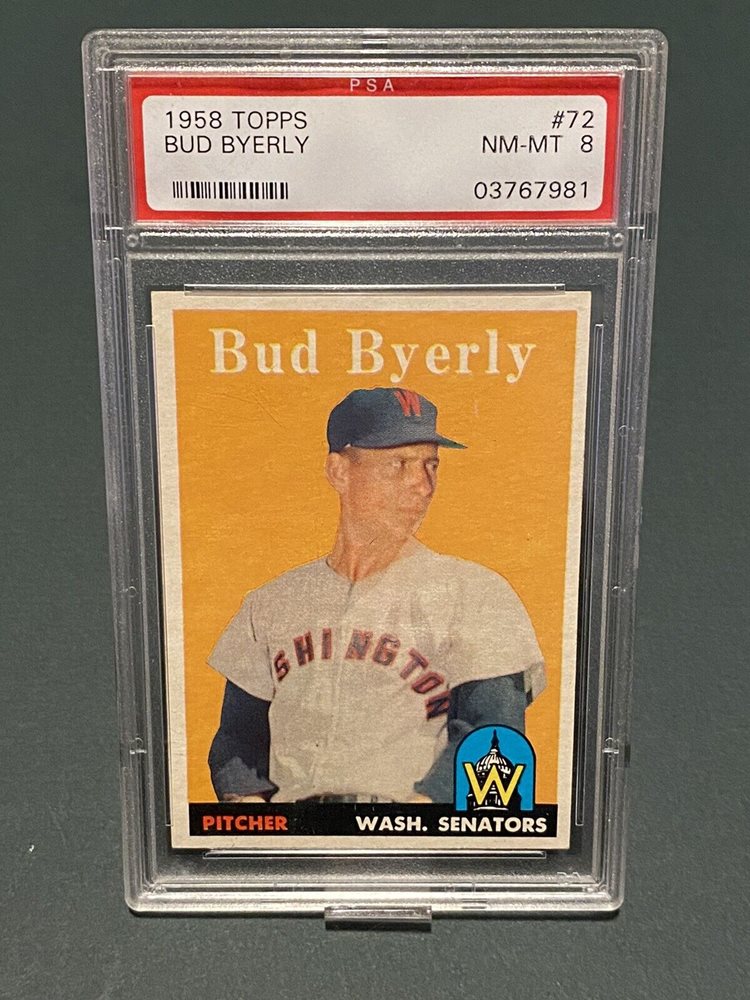 PSA
1958 TOPPS #72
BUD BYERLY NM-MT 8
03767981
Bud Byerly
W
SHINGTON
W
PITCHER WASH. SENATORS